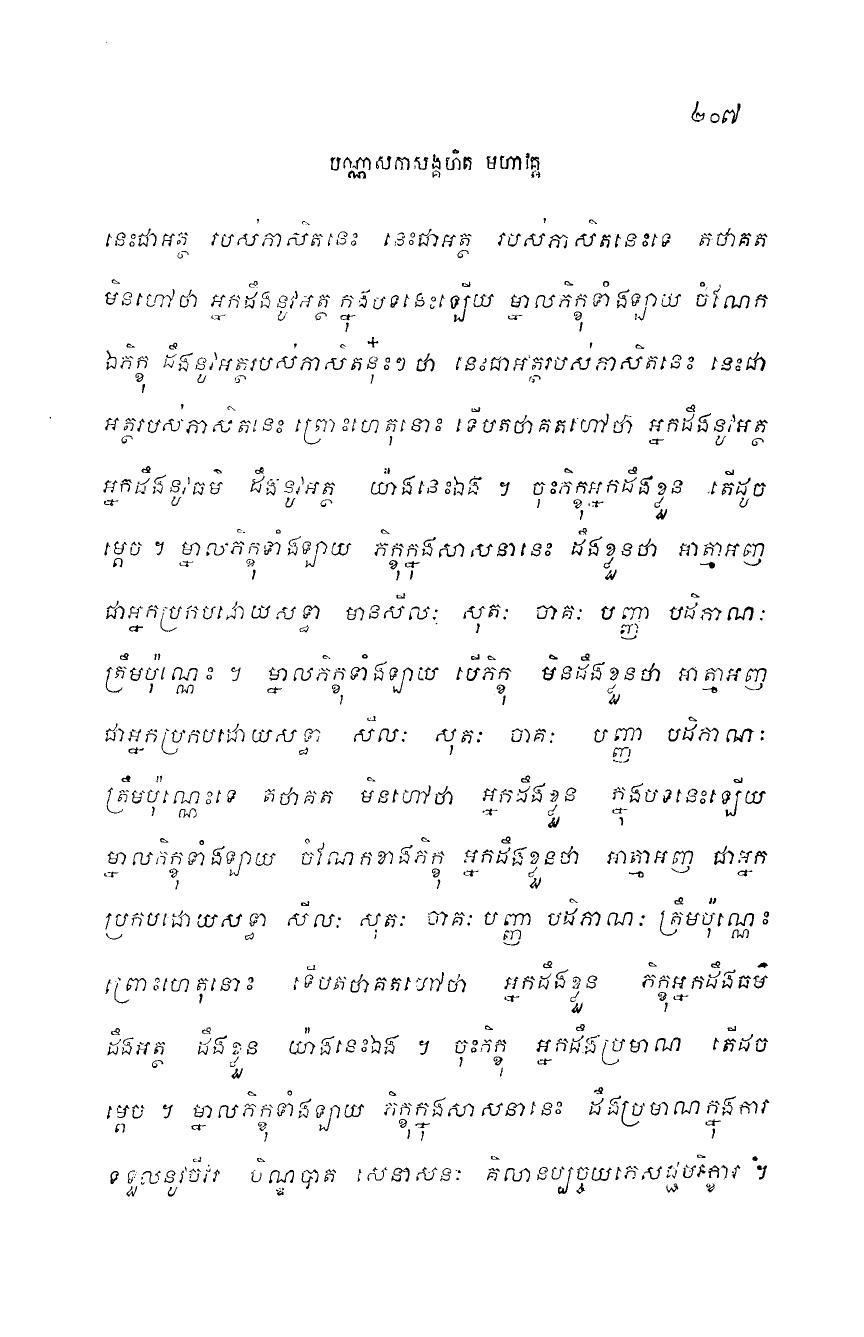 ២០៧
បណ្ណាសកាសង្គហិត មហាវគ្គ
នេះជាអត្ថ របស់ភាសិតនេះ នេះជាអត្ថ របស់ភាសិតនេះទេ តថាគត
មិនហៅថា អ្នកដឹងនូវអត្ថ ក្នុងបទនេះឡើយ ម្នាលភិក្ខុទាំងឡាយ ចំណែក
ឯភិក្ខុ ដឹងនូវអត្ថរបស់ភាសិតនុ៎ះៗ ថា នេះជាអត្ថរបស់ភាសិតនេះ នេះជា
អត្ថរបស់ភាសិតនេះ ព្រោះហេតុនោះ ទើបតថាគតហៅថា អ្នកដឹងនូវអត្ថ
អ្នកដឹងនូវធម៌ ដឹងនូវអត្ថ យ៉ាងនេះឯង ។ ចុះភិក្ខុអ្នកដឹងខ្លួន តើដូច
ម្តេច ។ ម្នាលភិក្ខុទាំងឡាយ ភិក្ខុក្នុងសាសនានេះ ដឹងខ្លួនថា អាត្មាអញ
ជាអ្នកប្រកបដោយសទ្ធា មានសីលៈ សុតៈ ចាគៈ បញ្ញា បដិភាណៈ
ត្រឹមប៉ុណ្ណេះ ។ ម្នាលភិក្ខុទាំងឡាយ បើភិក្ខុ មិនដឹងខ្លួនថា អាត្មាអញ
ជាអ្នកប្រកបដោយសទ្ធា សីលៈ សុតៈ ចាគៈ បញ្ញា បដិភាណៈ
ត្រឹមប៉ុណ្ណេះទេ តថាគត មិនហៅថា អ្នកដឹងខ្លួន ក្នុងបទនេះឡើយ
ម្នាលភិក្ខុទាំងឡាយ ចំណែកខាងភិក្ខុ អ្នកដឹងខ្លួនថា អាត្មាអញ ជាអ្នក
ប្រកបដោយសទ្ធា សីលៈ សុតៈ ចាគៈ បញ្ញា បដិភាណៈ ត្រឹមប៉ុណ្ណេះ
ព្រោះហេតុនោះ ទើបតថាគតហៅថា អ្នកដឹងខ្លួន ភិក្ខុអ្នកដឹងធម៌
ដឹងអត្ថ ដឹងខ្លួន យ៉ាងនេះឯង ។ ចុះភិក្ខុ អ្នកដឹងប្រមាណ តើដូច
ម្តេច ។ ម្នាលភិក្ខុទាំងឡាយ ភិក្ខុក្នុងសាសនានេះ ដឹងប្រមាណក្នុងការ
ទទួលនូវចីវរ បិណ្ឌបាត សេនាសនៈ គិលានប្បច្ចយភេសជ្ជបរិក្ខារ ។